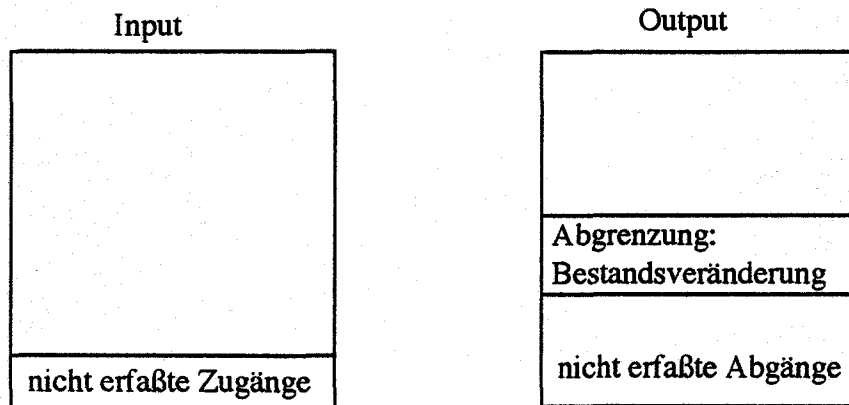 Input
Output
Abgrenzung:
Bestandsveränderung
nicht erfaßte Zugänge
nicht erfaßte Abgänge